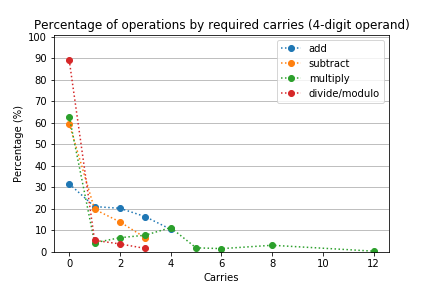 Percentage of operations by required carries (4-digit operand)
100
90
80
70
60
50
40
30
20
10
0
Percentage (%)
add
subtract
multiply
divide/modulo
0 2 4 6 8 10 12
Carries